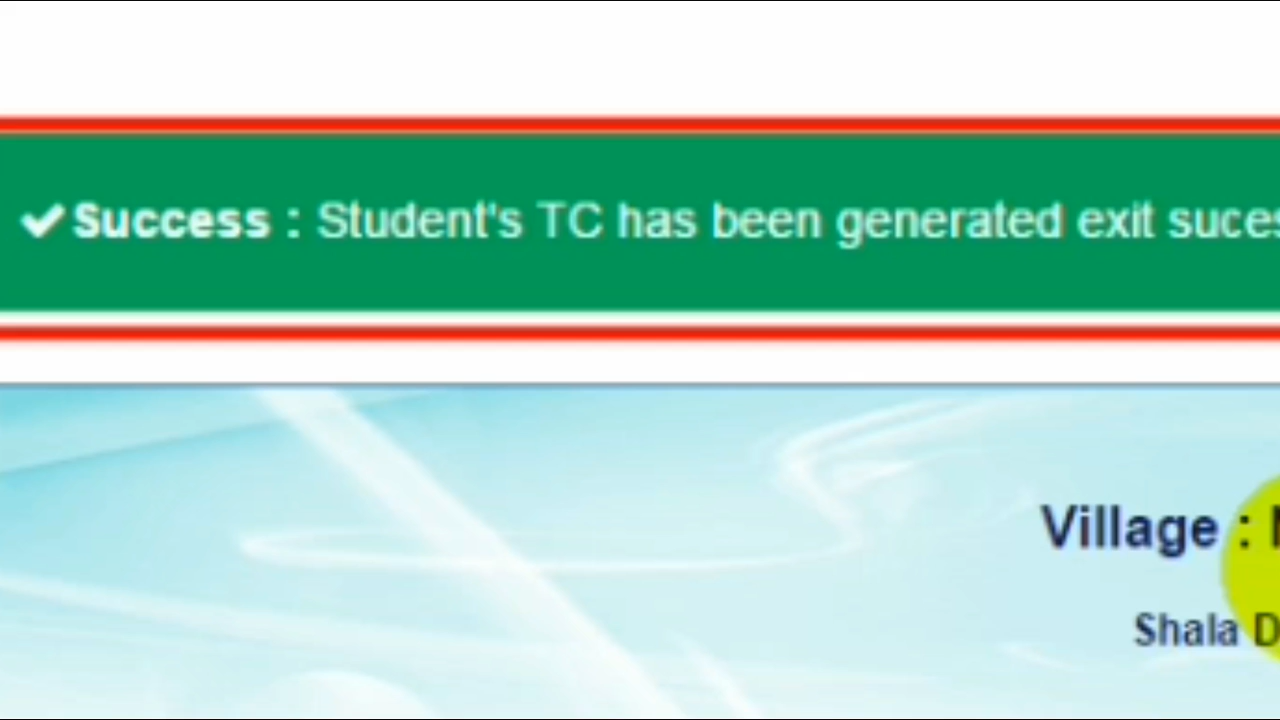 Success : Student's TC has been generated exit suces
Village :
Shala D